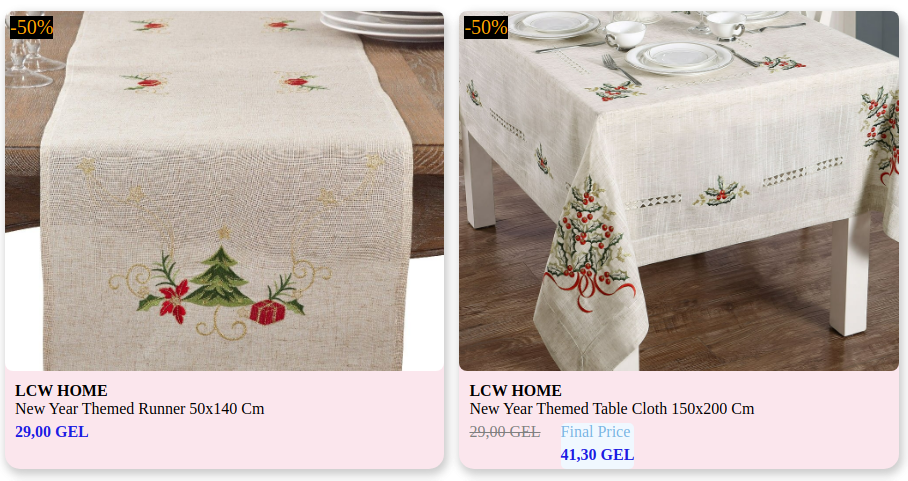 -50%
LCW HOME
New Year Themed Runner 50x140 Cm
29,00 GEL
-50%
LCW HOME
New Year Themed Table Cloth 150x200 Cm
29,00 GEL
Final Price
41,30 GEL